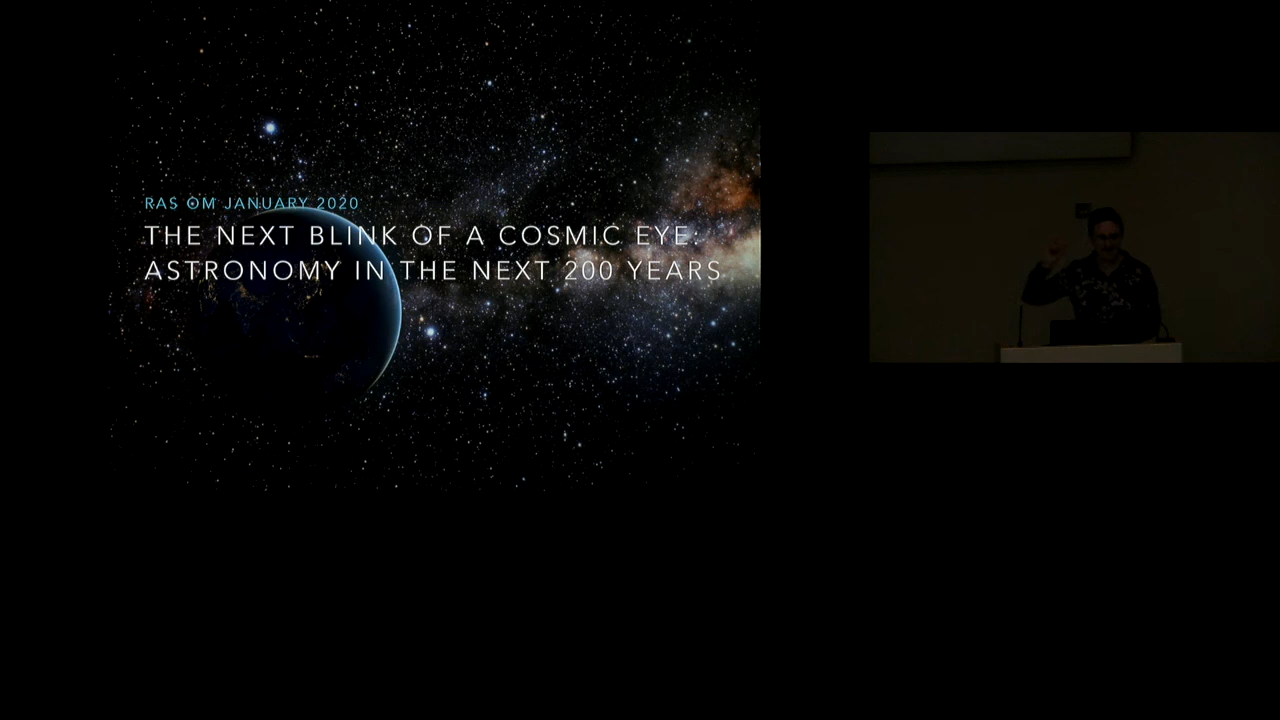 RAS OM JANUARY 2020
THE NEXT BLINK OF A COSMIC EYE:
ASTRONOMY IN THE NEXT 200 YEARS